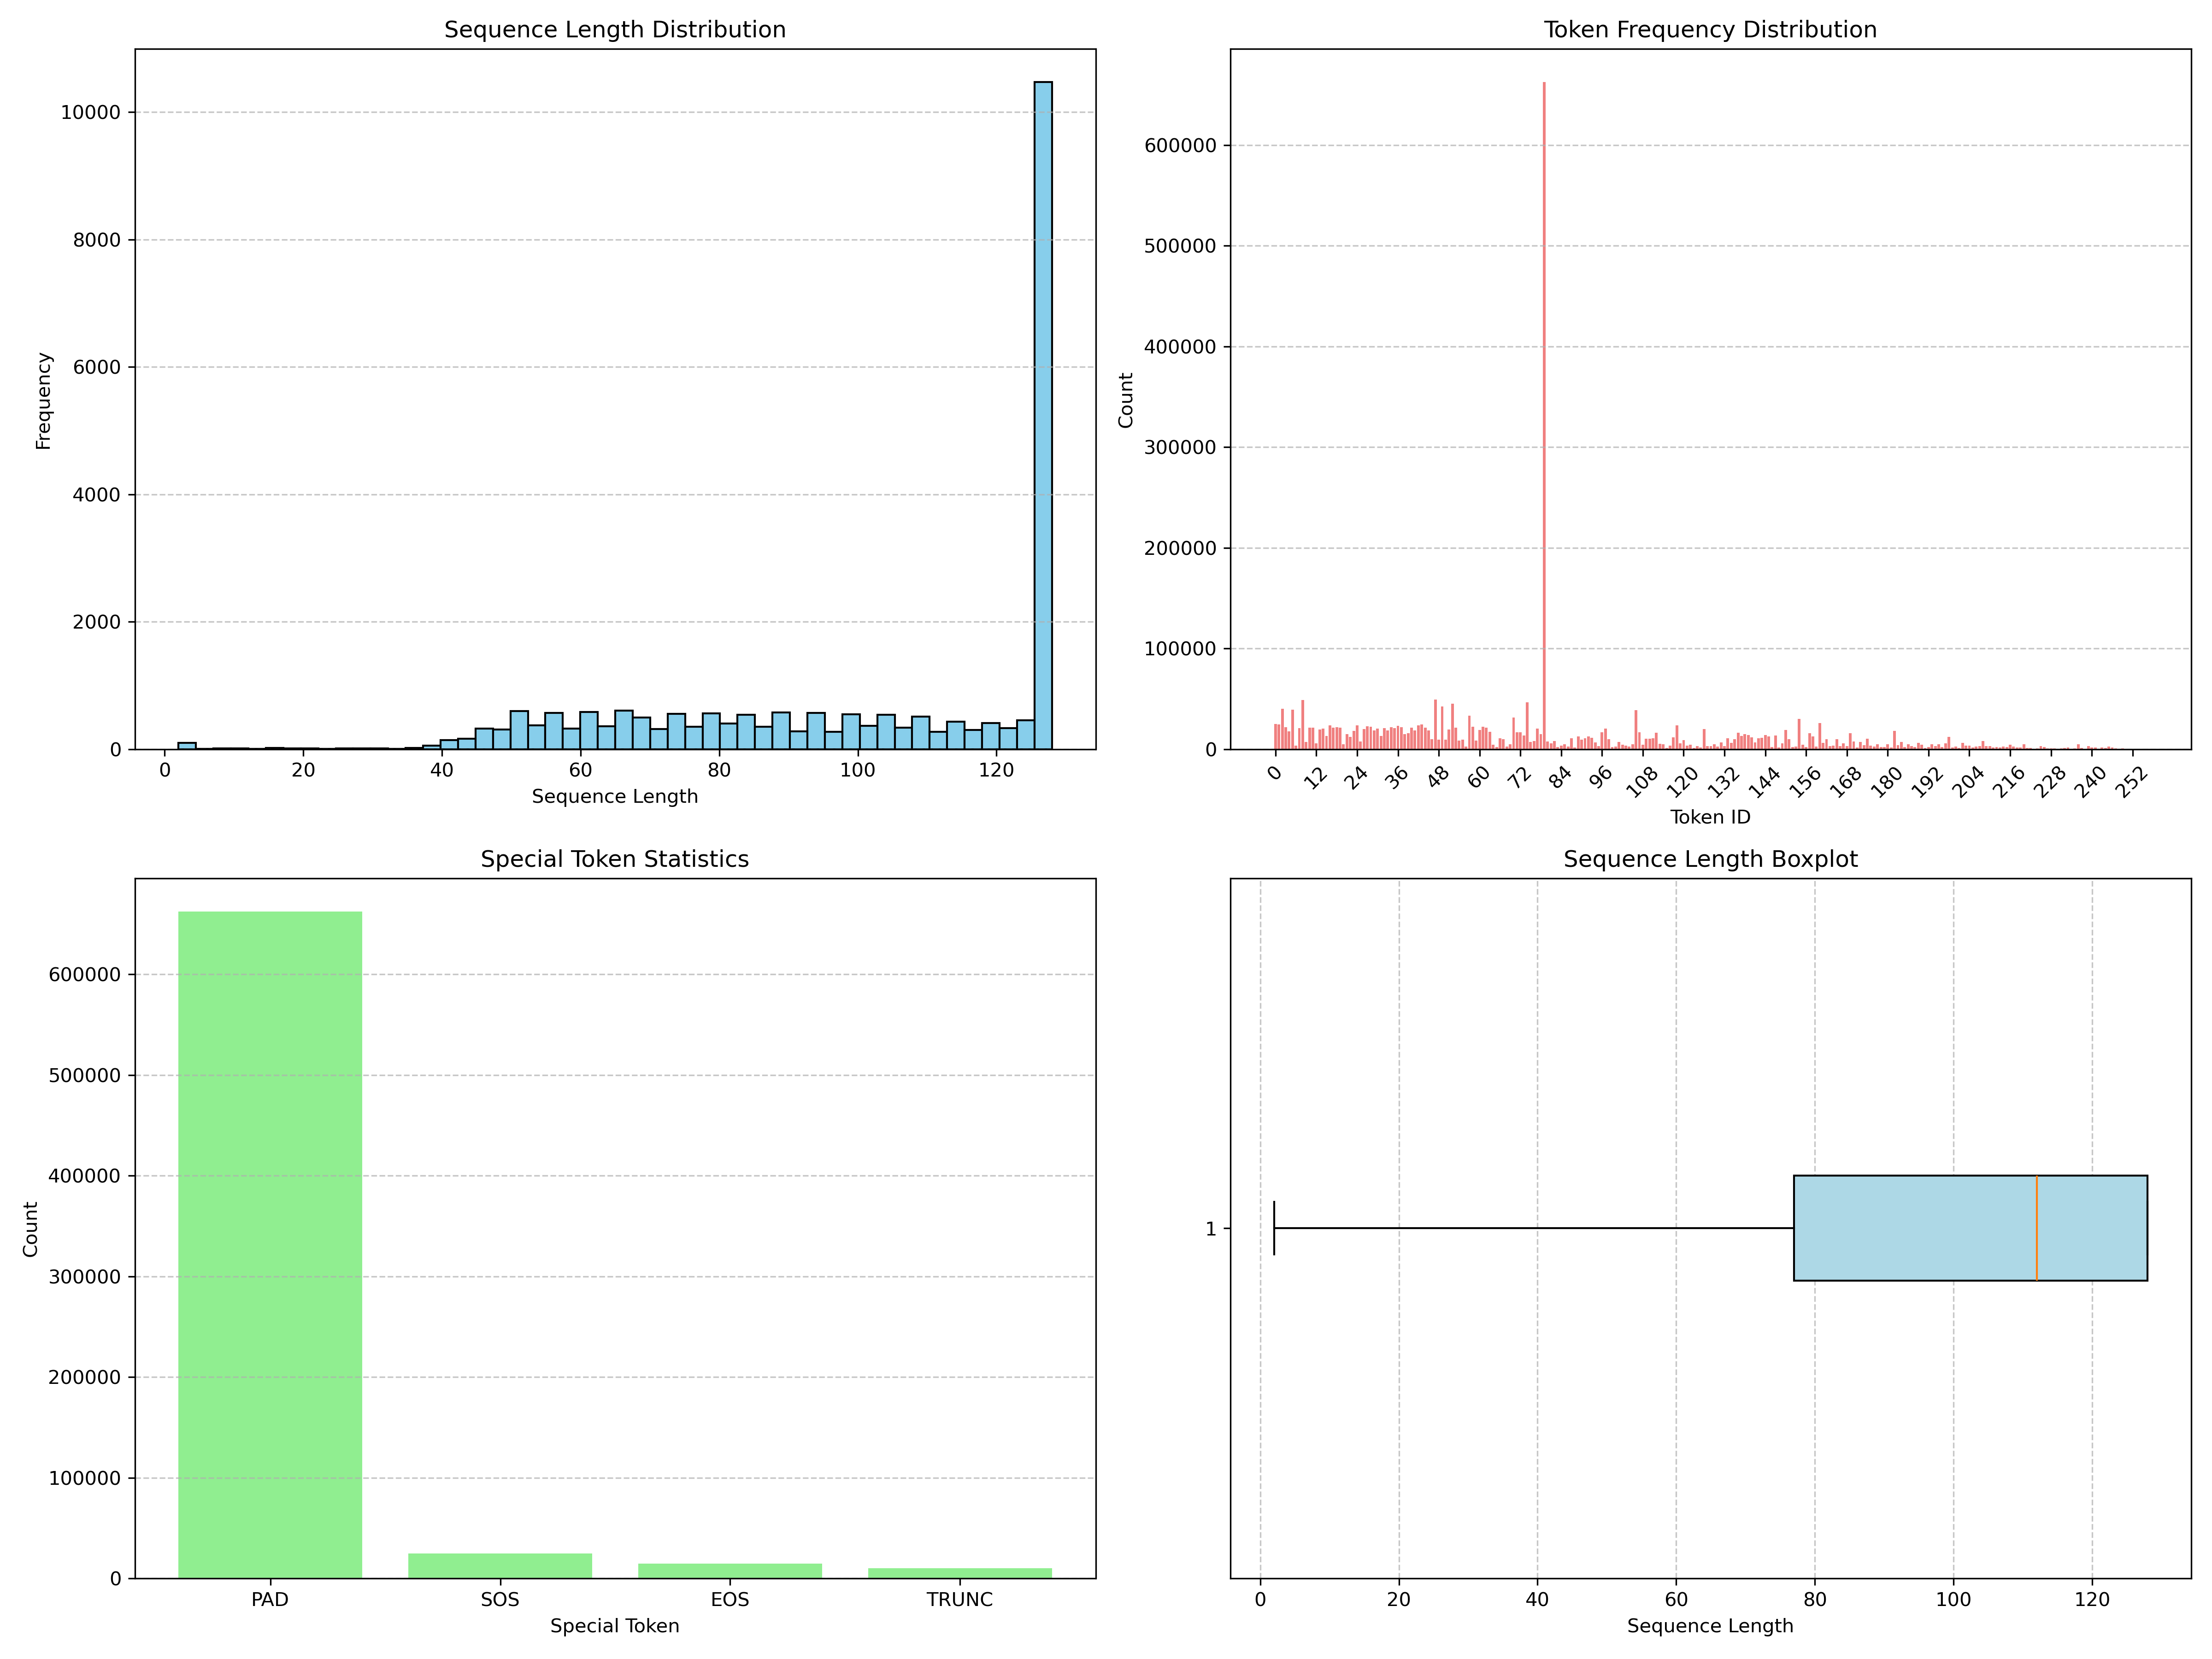 Sequence Length Distribution
Frequency
10000
8000
6000
4000
2000
0
0 20 40 60 80 100 120
Sequence Length
Token Frequency Distribution
Count
600000
500000
400000
300000
200000
100000
0
0 12 24 36 48 60 72 84 96 108 120 132 144 156 168 180 192 204 216 228 240 252
Token ID
Special Token Statistics
Count
600000
500000
400000
300000
200000
100000
0
PAD SOS EOS TRUNC
Special Token
Sequence Length Boxplot
1
0 20 40 60 80 100 120
Sequence Length